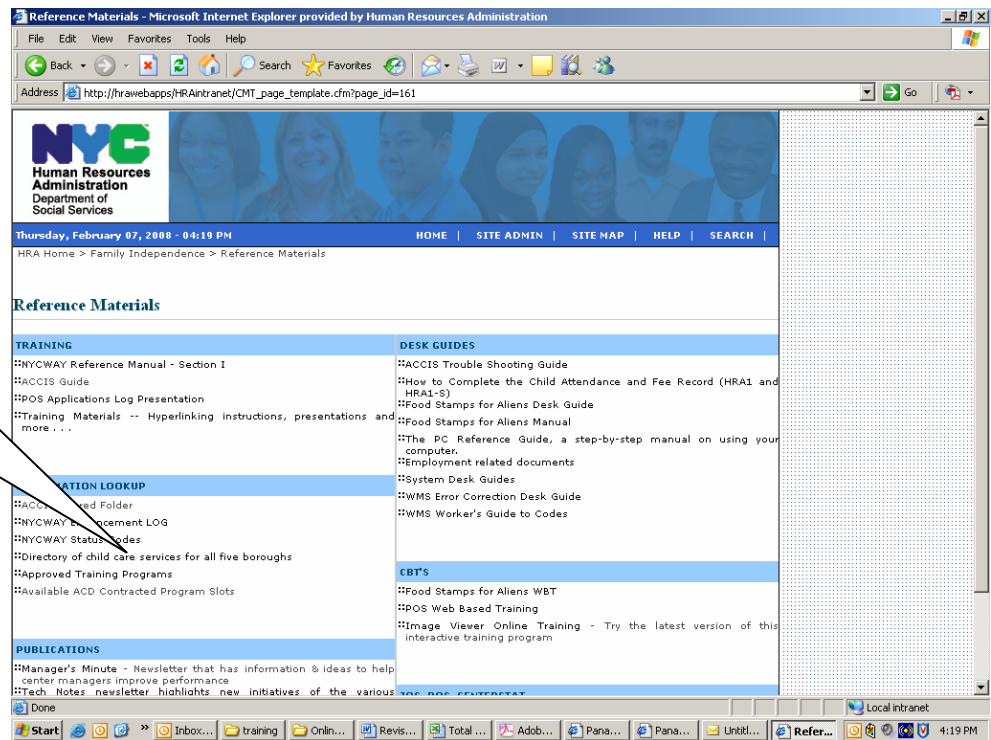 Reference Materials - Microsoft Internet Explorer provided by Human Resources Administration
File Edit View Favorites Tools Help
Back Search Favorites
Address http://hrawebapps/HRAintranet/CMT_page_template.cfm?page_id=161 Go
NYC
Human Resources
Administration
Department of
Social Services
Thursday, February 07, 2008 - 04:19 PM HOME | SITE ADMIN | SITE MAP | HELP | SEARCH |
HRA Home > Family Independence > Reference Materials
Reference Materials
TRAINING
NYCWAY Reference Manual - Section I
ACCIS Guide
POS Applications Log Presentation
Training Materials -- Hyperlinking instructions, presentations and
more . . .
LOOKUP
Folder
NYCWAY LOG
NYCWAY Status Codes
Directory of child care services for all five boroughs
Approved Training Programs
Available ACD Contracted Program Slots
PUBLICATIONS
Manager's Minute - Newsletter that has information & ideas to help
center managers improve performance
Tech Notes newsletter highlights new initiatives of the various
DESK GUIDES
ACCIS Trouble Shooting Guide
How to Complete the Child Attendance and Fee Record (HRA1 and
HRA1-S)
Food Stamps for Aliens Desk Guide
Food Stamps for Aliens Manual
The PC Reference Guide, a step-by-step manual on using your
computer.
Employment related documents
System Desk Guides
WMS Error Correction Desk Guide
WMS Worker's Guide to Codes
CBT'S
Food Stamps for Aliens WBT
POS Web Based Training
Image Viewer Online Training - Try the latest version of this
interactive training program
Done Local intranet
Start Inbox... training Onlin... Revis... Total ... Adob... Pana... Pana... Untitl... Refer... 4:19 PM